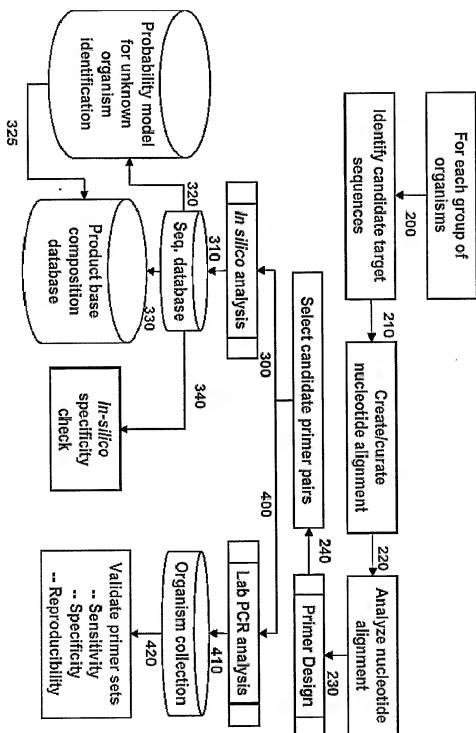 For each group of
organisms
200
Identify candidate target
sequences
210
Create/curate
nucleotide alignment
220
Analyze nucleotide
alignment
230
Primer Design
240
Select candidate primer pairs
300
400
In silico analysis
310
Seq. database
320
330
340
Probability model
for unknown
organism
identification
325
Product base
composition
database
In-silico
specificity
check
Lab PCR analysis
410
Organism collection
420
Validate primer sets
-- Sensitivity
-- Specificity
-- Reproducibility